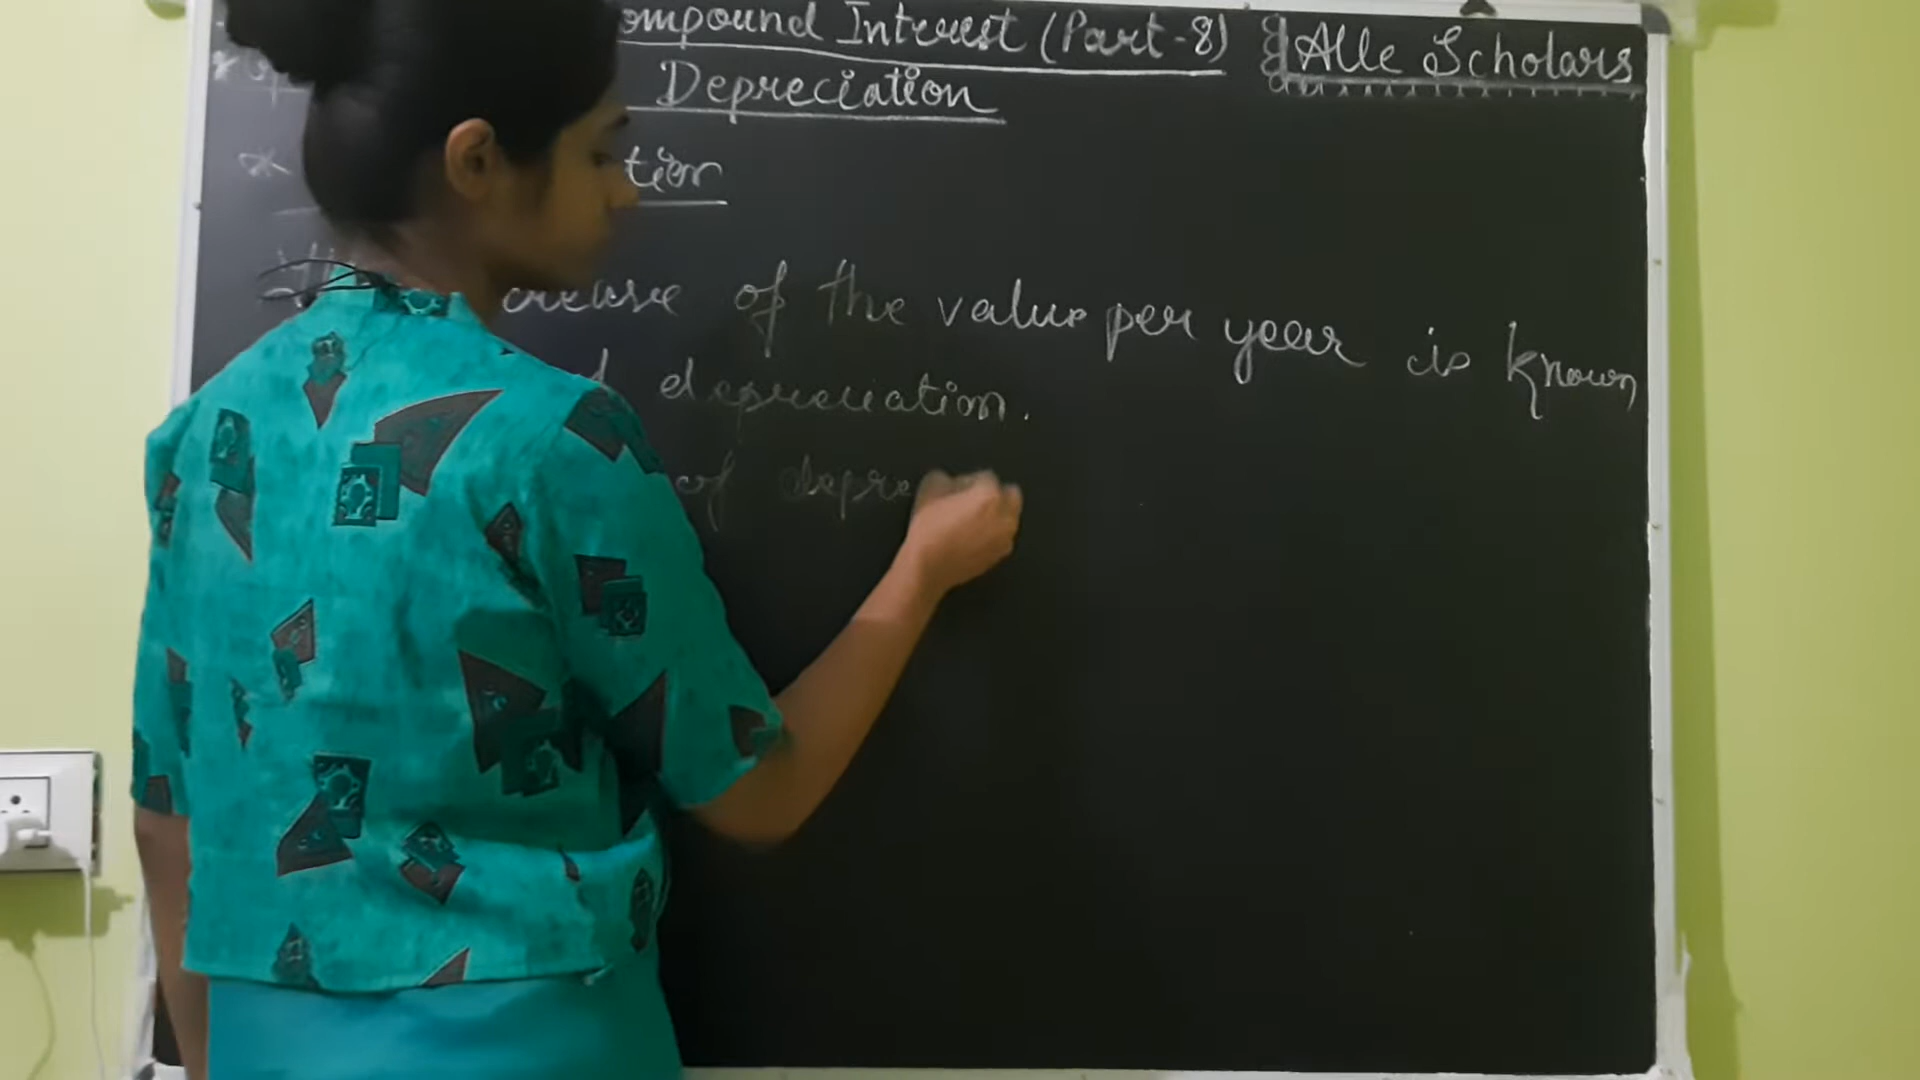 ompound Interest (Part-8)
Alle Scholars
Depreciation
* tion
crease of the value per year is known
depreciation.
of depre